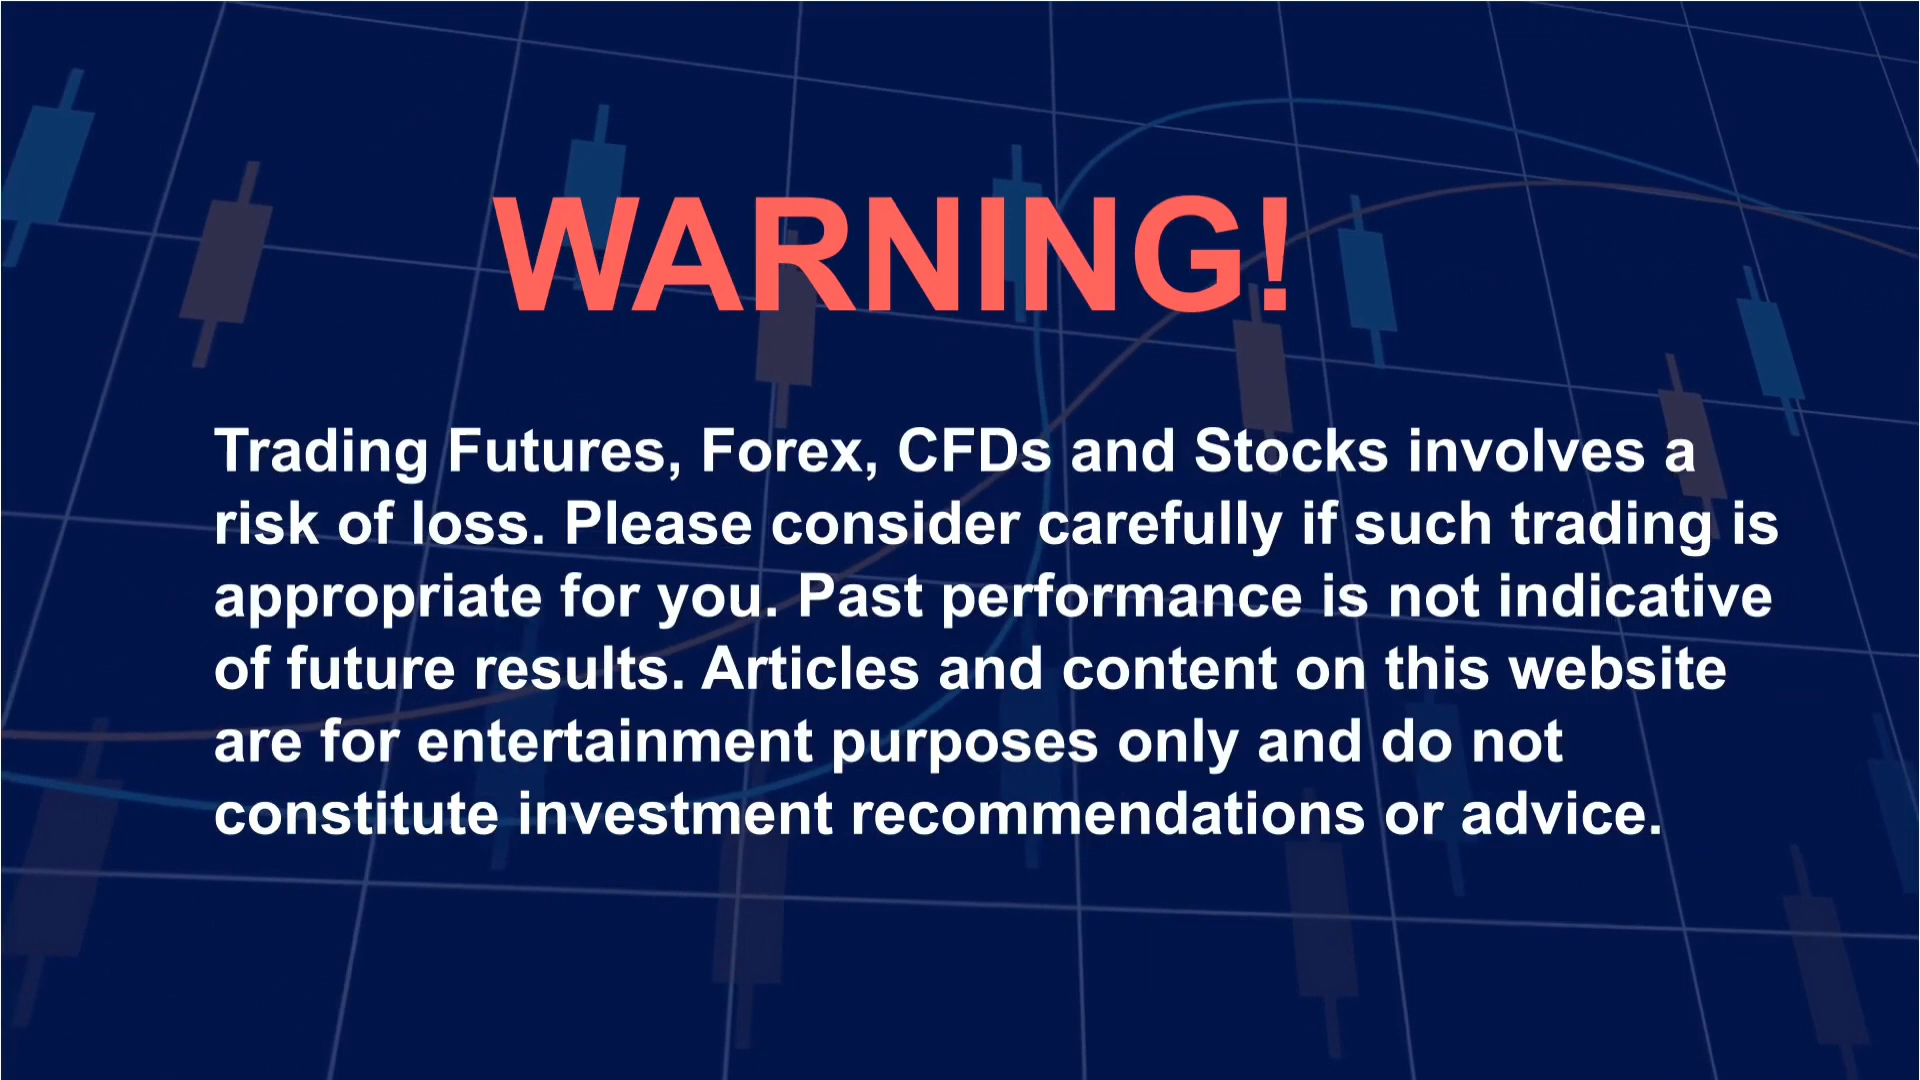 WARNING!
Trading Futures, Forex, CFDs and Stocks involves a
risk of loss. Please consider carefully if such trading is
appropriate for you. Past performance is not indicative
of future results. Articles and content on this website
are for entertainment purposes only and do not
constitute investment recommendations or advice.